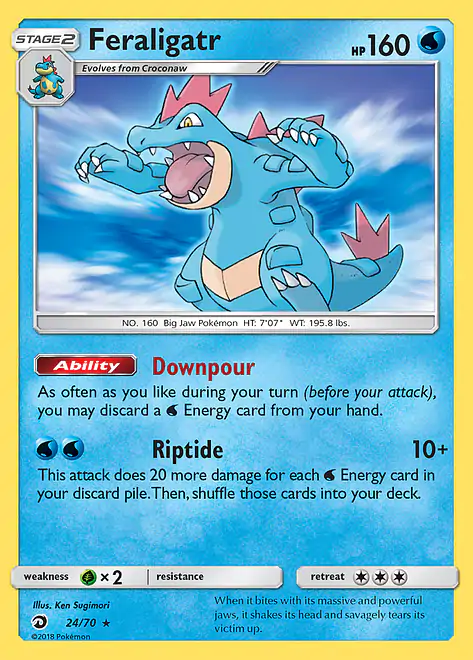 STAGE 2 Feraligatr HP 160
Evolves from Croconaw
NO. 160 Big Jaw Pokémon HT: 7'07" WT: 195.8 lbs.
Ability Downpour
As often as you like during your turn (before your attack),
you may discard a Energy card from your hand.
Riptide 10+
This attack does 20 more damage for each Energy card in
your discard pile. Then, shuffle those cards into your deck.
weakness ×2 resistance retreat
Illus. Ken Sugimori
24/70 ★
©2018 Pokémon
When it bites with its massive and powerful
jaws, it shakes its head and savagely tears its
victim up.